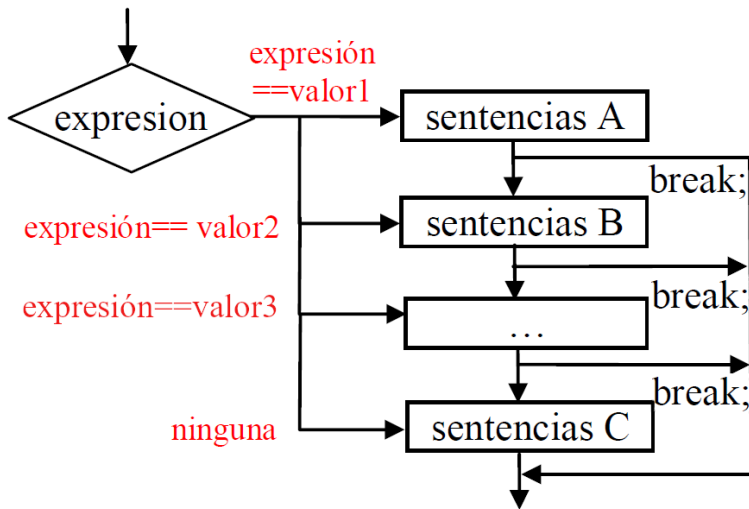 expresión
==valor1
expresion
sentencias A
break;
expresión== valor2
sentencias B
expresión==valor3
break;
...
break;
ninguna
sentencias C